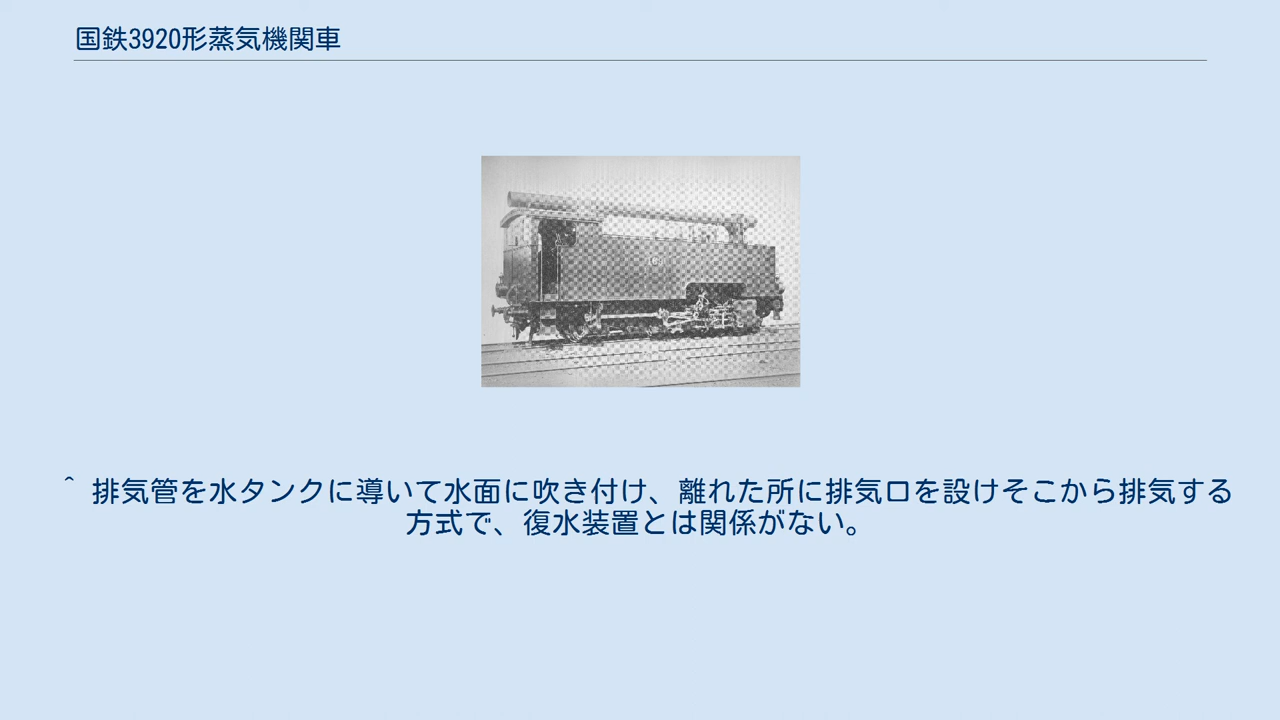 国鉄3920形蒸気機関車
^ 排気管を水タンクに導いて水面に吹き付け、離れた所に排気口を設けそこから排気する
方式で、復水装置とは関係がない。